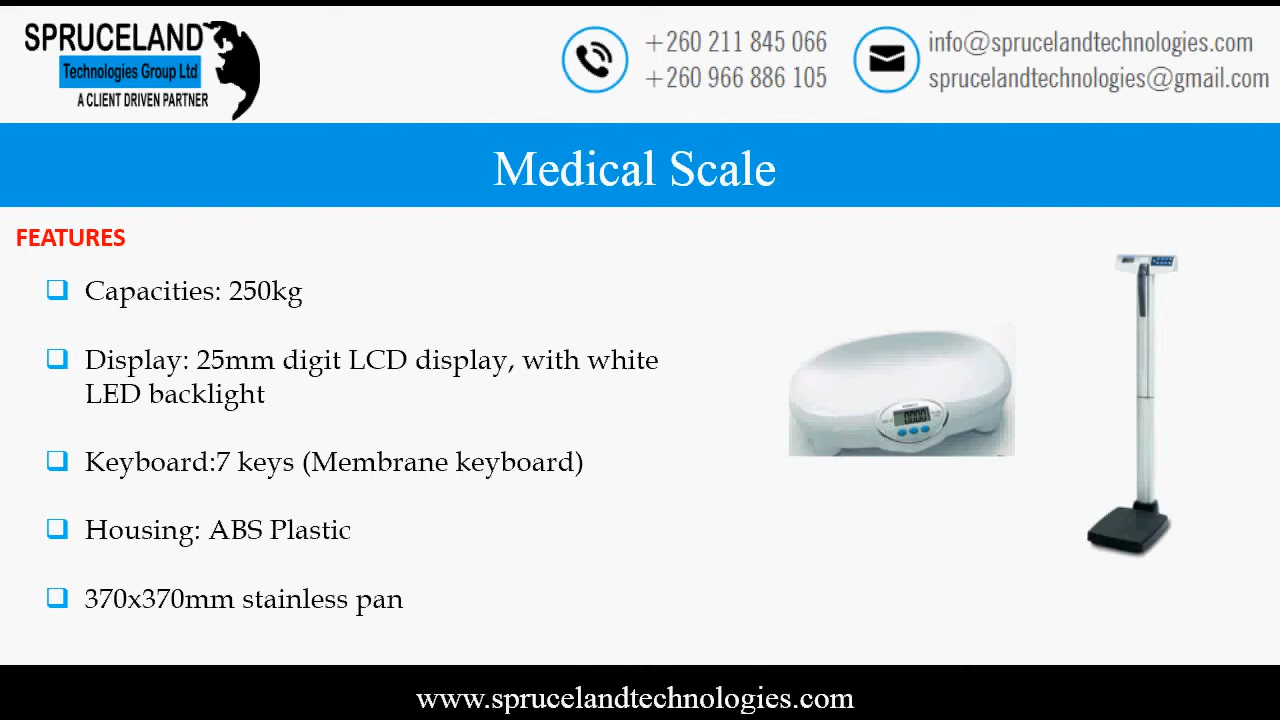 SPRUCELAND
Technologies Group Ltd
A CLIENT DRIVEN PARTNER
+260 211 845 066
+260 966 886 105
info@sprucelandtechnologies.com
sprucelandtechnologies@gmail.com
Medical Scale
FEATURES
Capacities: 250kg
Display: 25mm digit LCD display, with white
LED backlight
Keyboard:7 keys (Membrane keyboard)
Housing: ABS Plastic
370x370mm stainless pan
www.sprucelandtechnologies.com